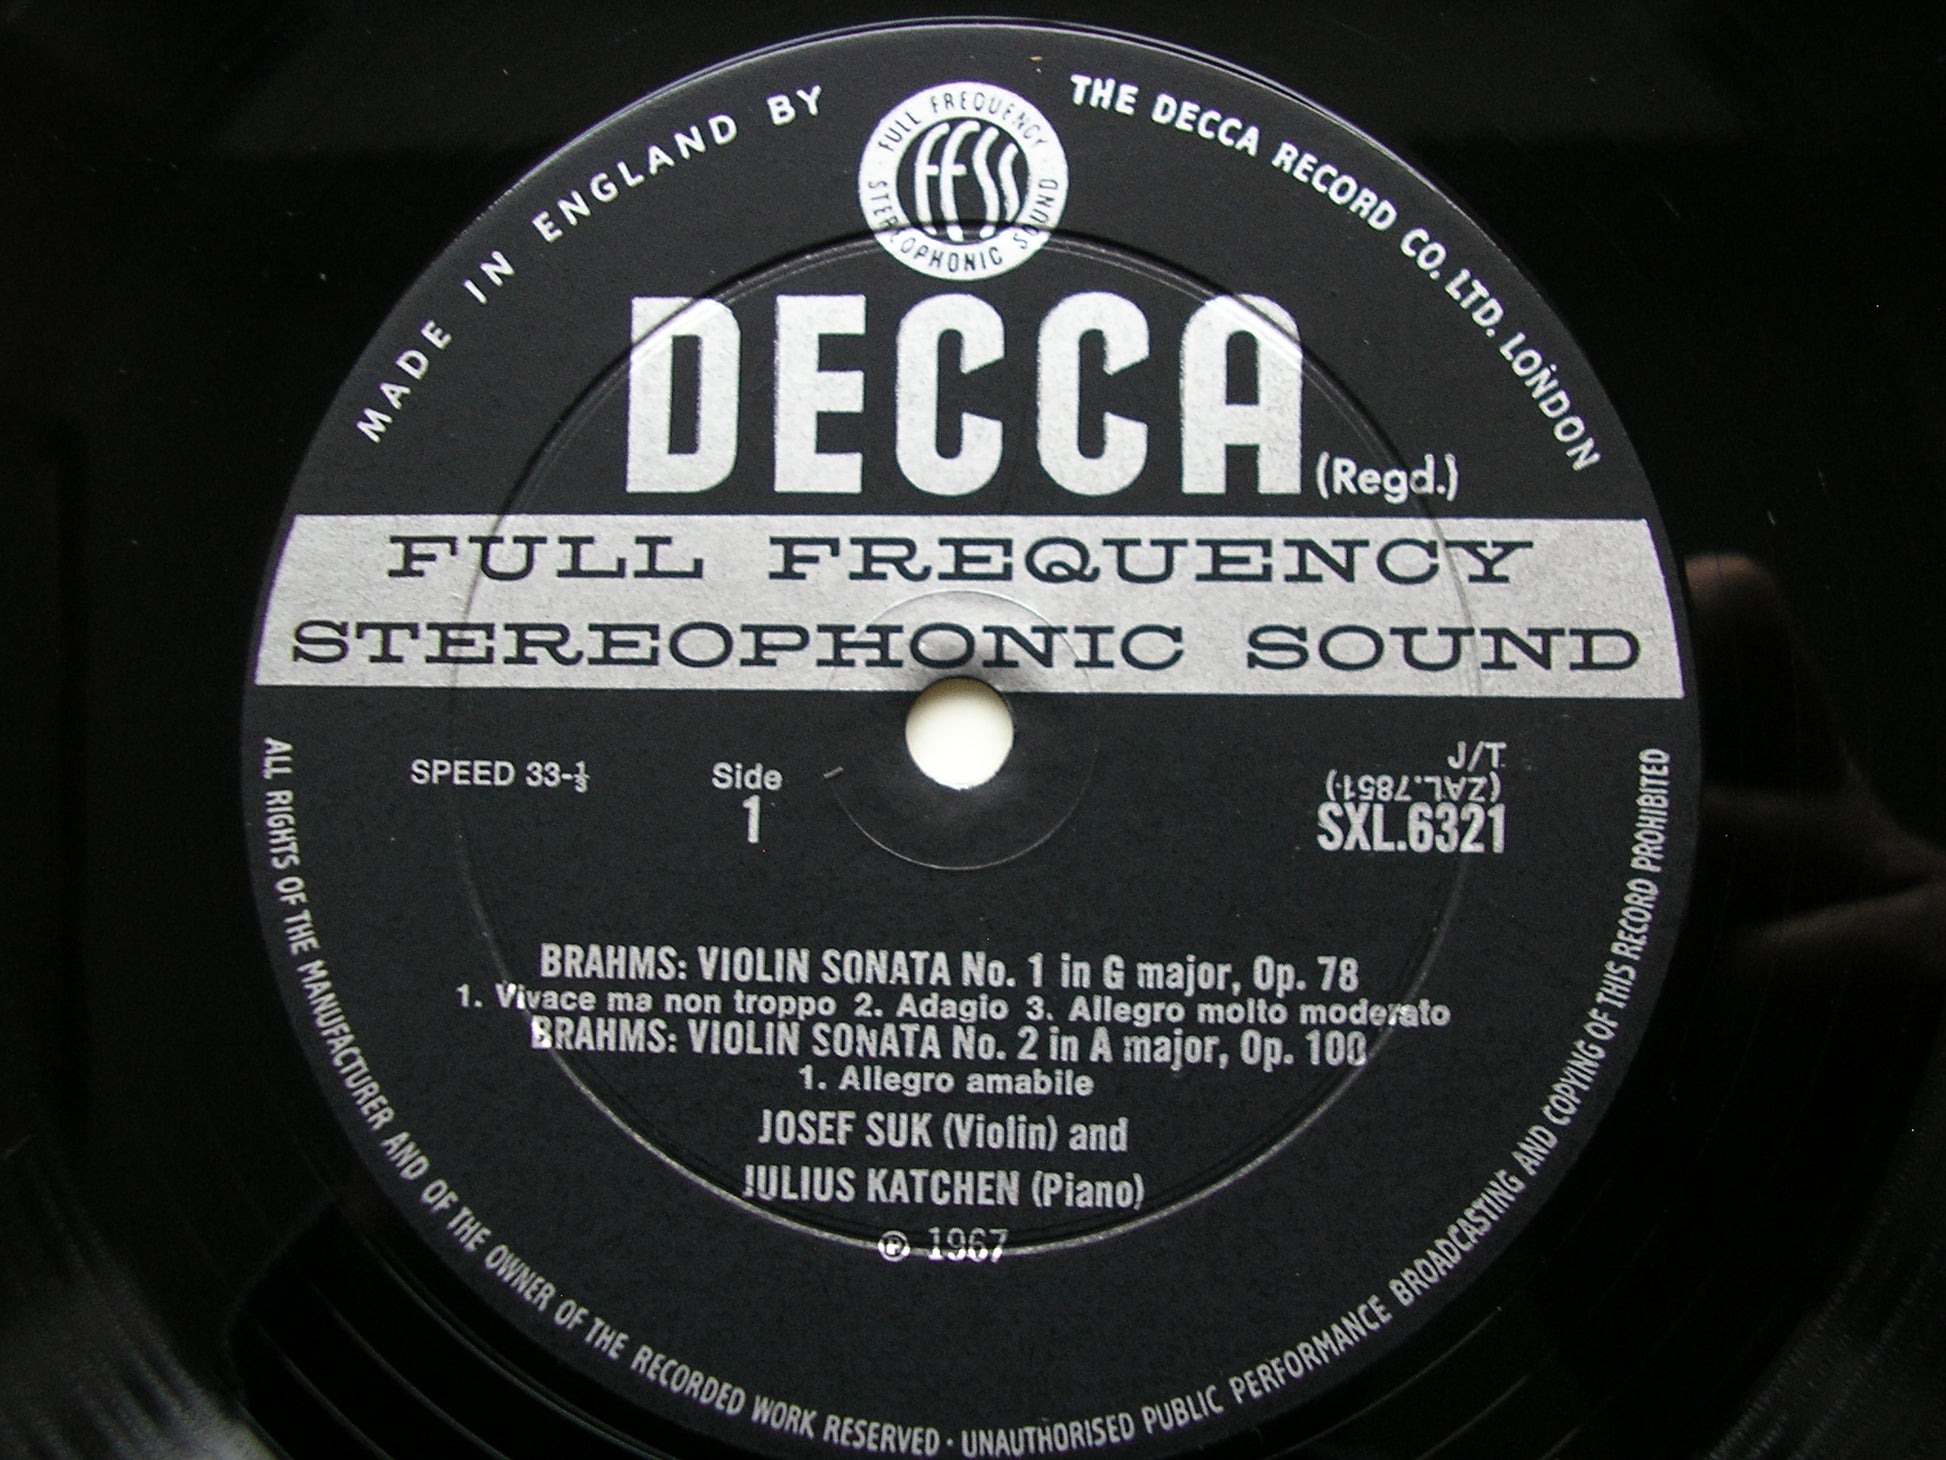 MADE IN ENGLAND BY
THE DECCA RECORD CO. LTD. LONDON
FULL FREQUENCY
ffss
STEREOPHONIC SOUND
DECCA (Regd.)
FULL FREQUENCY
STEREOPHONIC SOUND
SPEED 33-⅓
Side
1
J/T
(ZAL.7851)
SXL.6321
BRAHMS: VIOLIN SONATA No. 1 in G major, Op. 78
1. Vivace ma non troppo 2. Adagio 3. Allegro molto moderato
BRAHMS: VIOLIN SONATA No. 2 in A major, Op. 100
1. Allegro amabile
JOSEF SUK (Violin) and
JULIUS KATCHEN (Piano)
℗ 1967
ALL RIGHTS OF THE MANUFACTURER AND OF THE OWNER OF THE RECORDED WORK RESERVED · UNAUTHORISED PUBLIC PERFORMANCE BROADCASTING AND COPYING OF THIS RECORD PROHIBITED